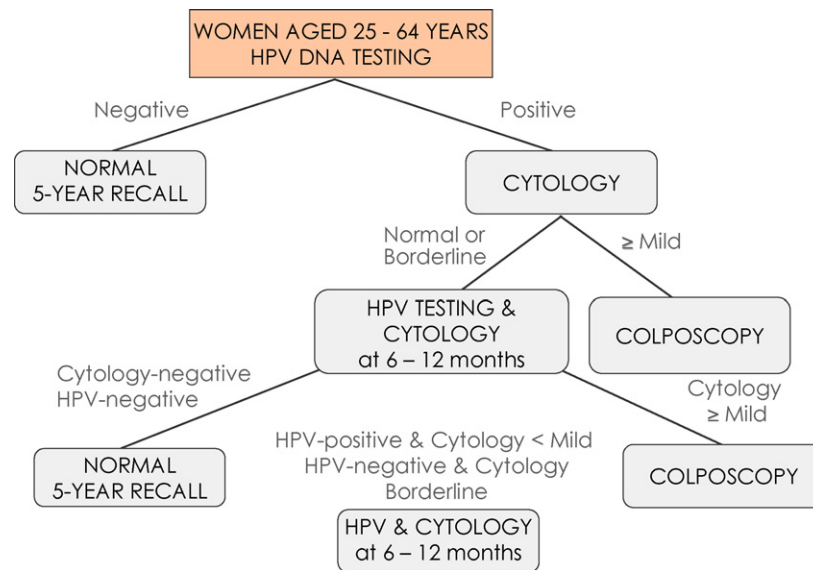 WOMEN AGED 25 - 64 YEARS
HPV DNA TESTING
Negative
Positive
NORMAL
5-YEAR RECALL
CYTOLOGY
Normal or
Borderline
≥ Mild
HPV TESTING &
CYTOLOGY
at 6 – 12 months
COLPOSCOPY
Cytology-negative
HPV-negative
Cytology
≥ Mild
HPV-positive & Cytology < Mild
HPV-negative & Cytology
Borderline
NORMAL
5-YEAR RECALL
COLPOSCOPY
HPV & CYTOLOGY
at 6 – 12 months